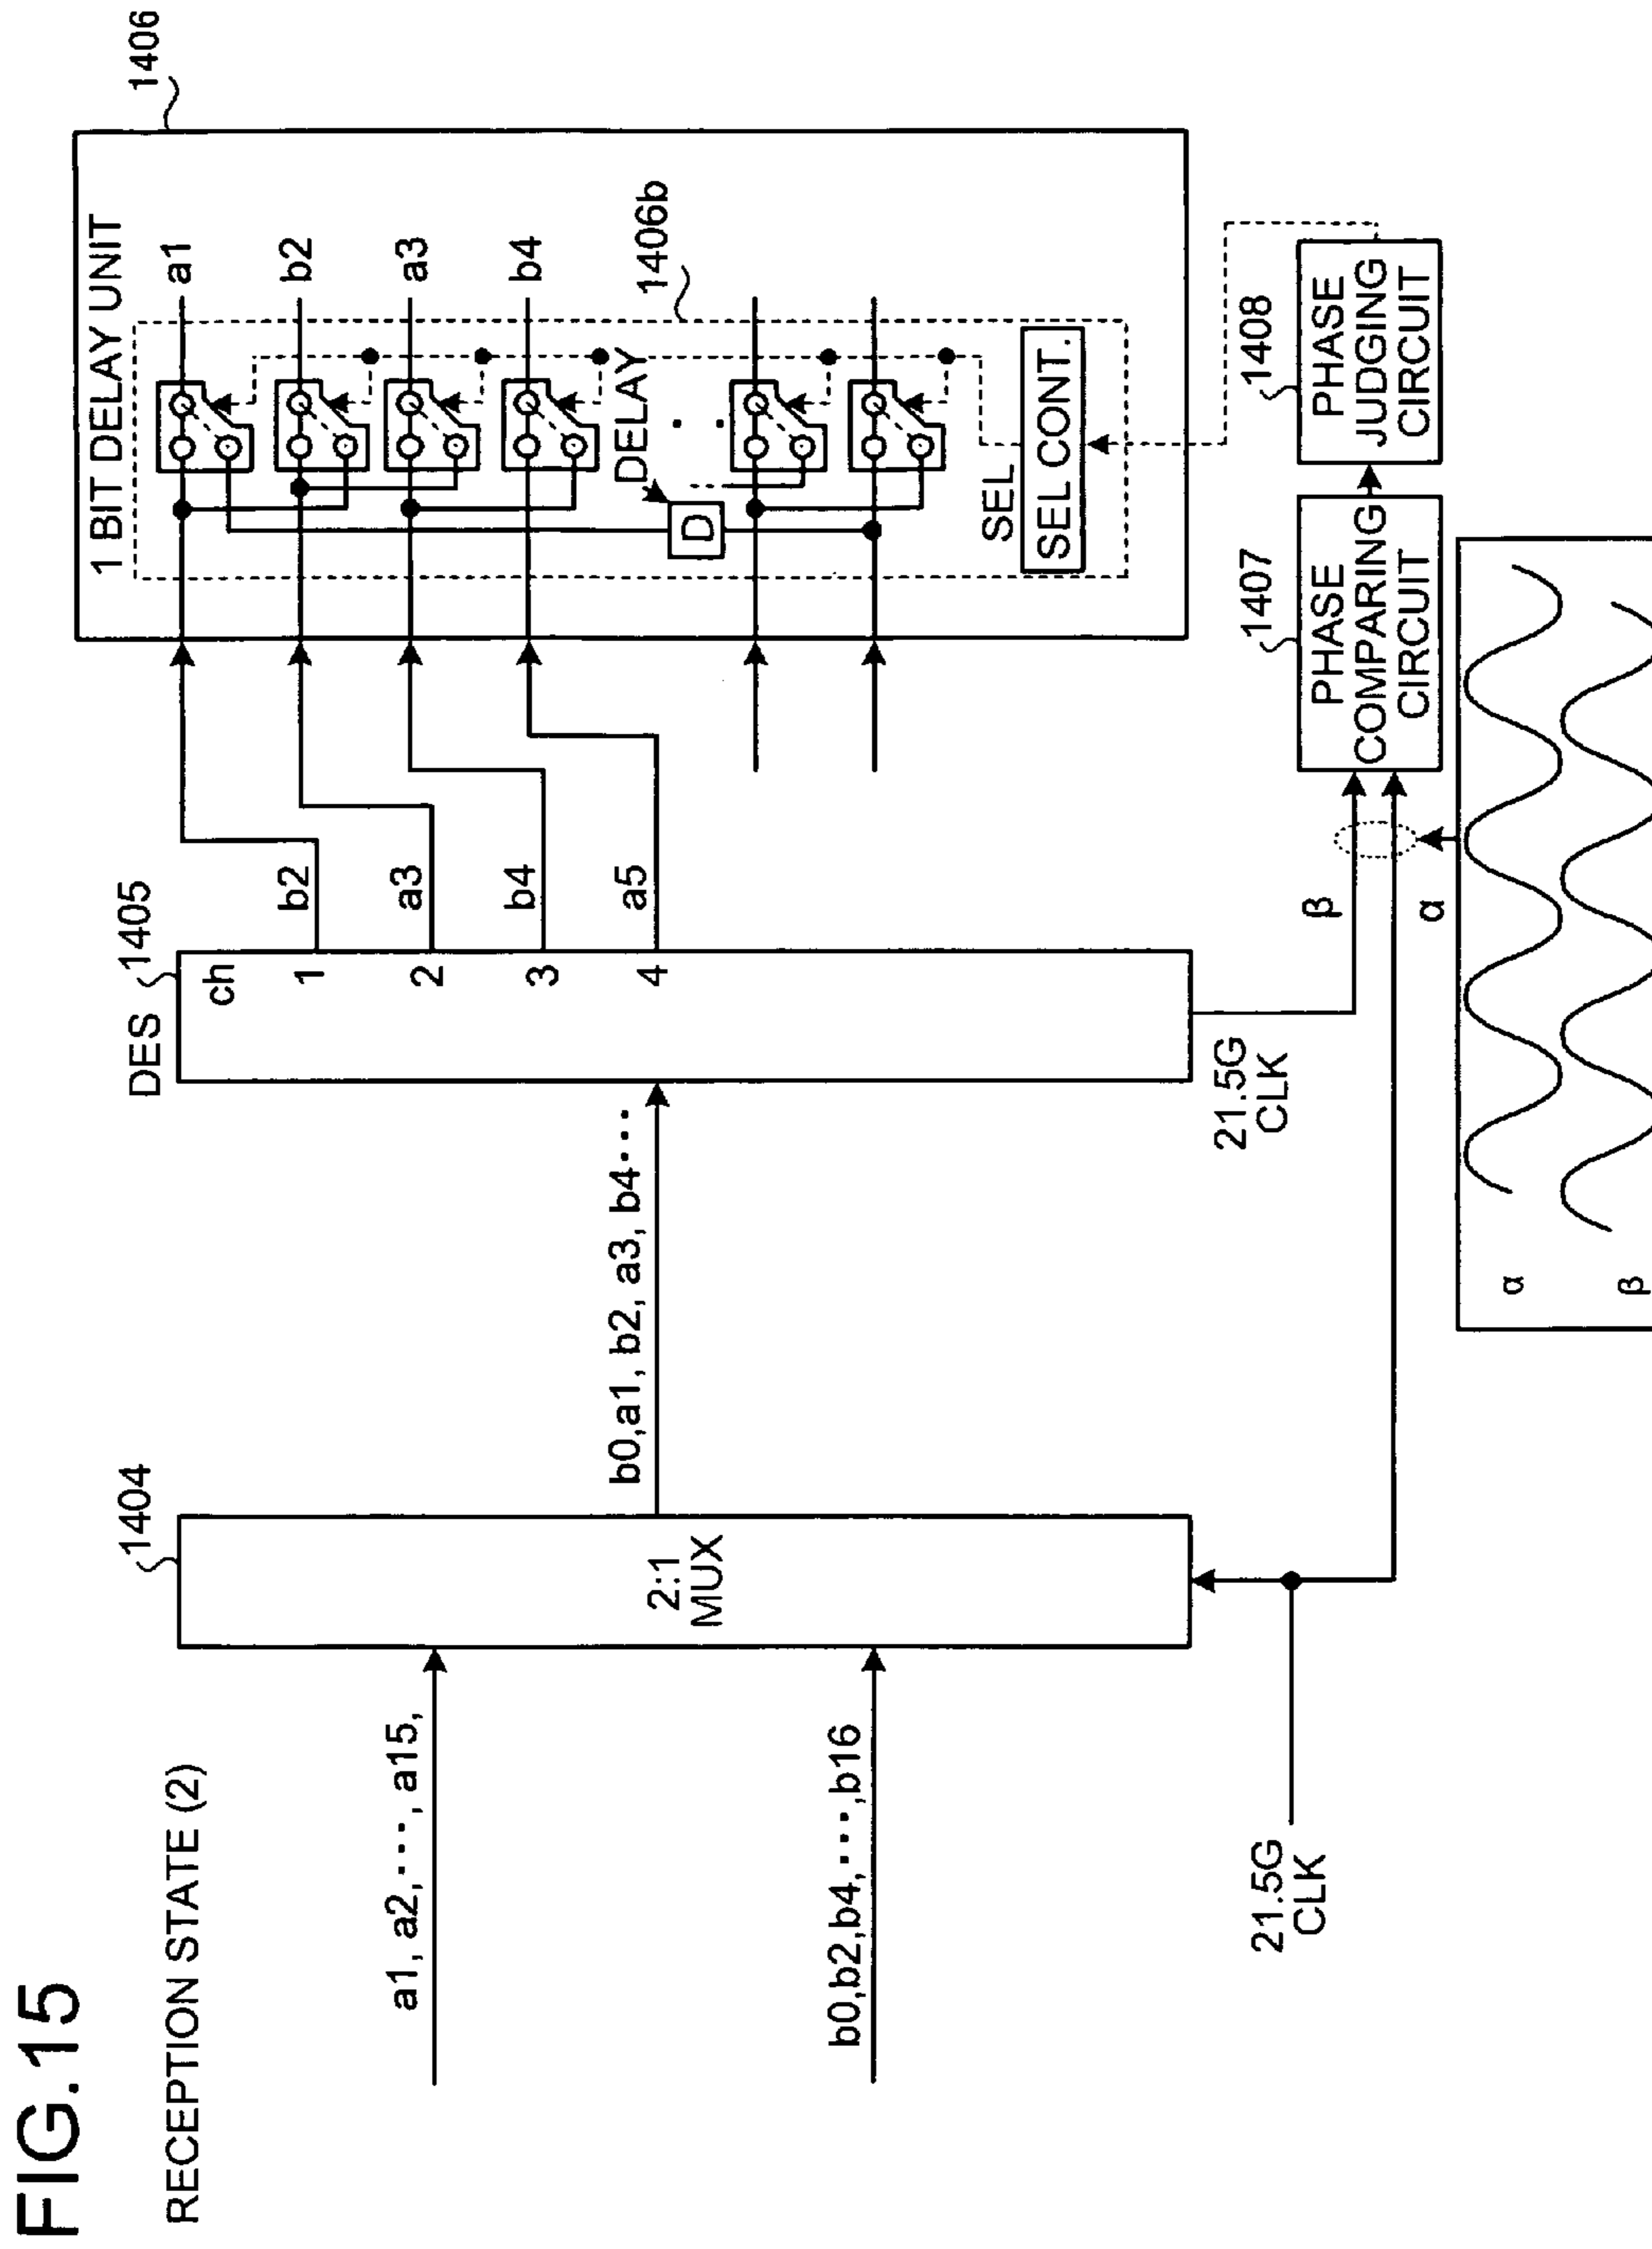 FIG.15
RECEPTION STATE (2)
a1, a2,···, a15,
b0,b2,b4,···,b16
21.5G
CLK
1404
2:1
MUX
b0,a1, b2, a3, b4···
DES
1405
ch
1
2
3
4
b2
a3
b4
a5
21.5G
CLK
β
α
1406
1 BIT DELAY UNIT
a1
b2
a3
b4
1406b
DELAY
D
SEL
SEL CONT.
1407
PHASE
COMPARING
CIRCUIT
1408
PHASE
JUDGING
CIRCUIT
α
β